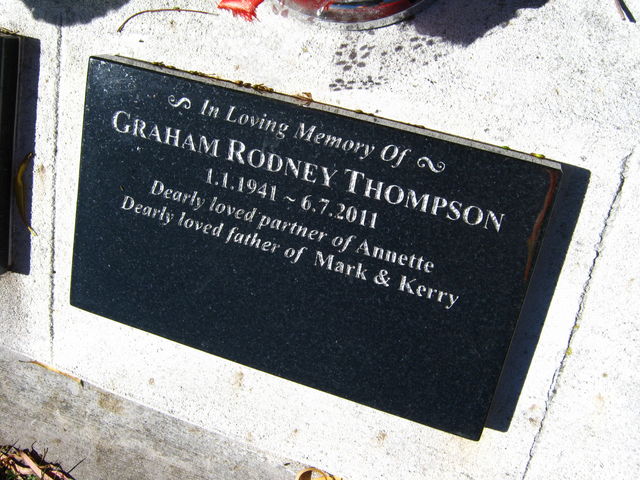 In Loving Memory Of
GRAHAM RODNEY THOMPSON
1.1.1941 ~ 6.7.2011
Dearly loved partner of Annette
Dearly loved father of Mark & Kerry